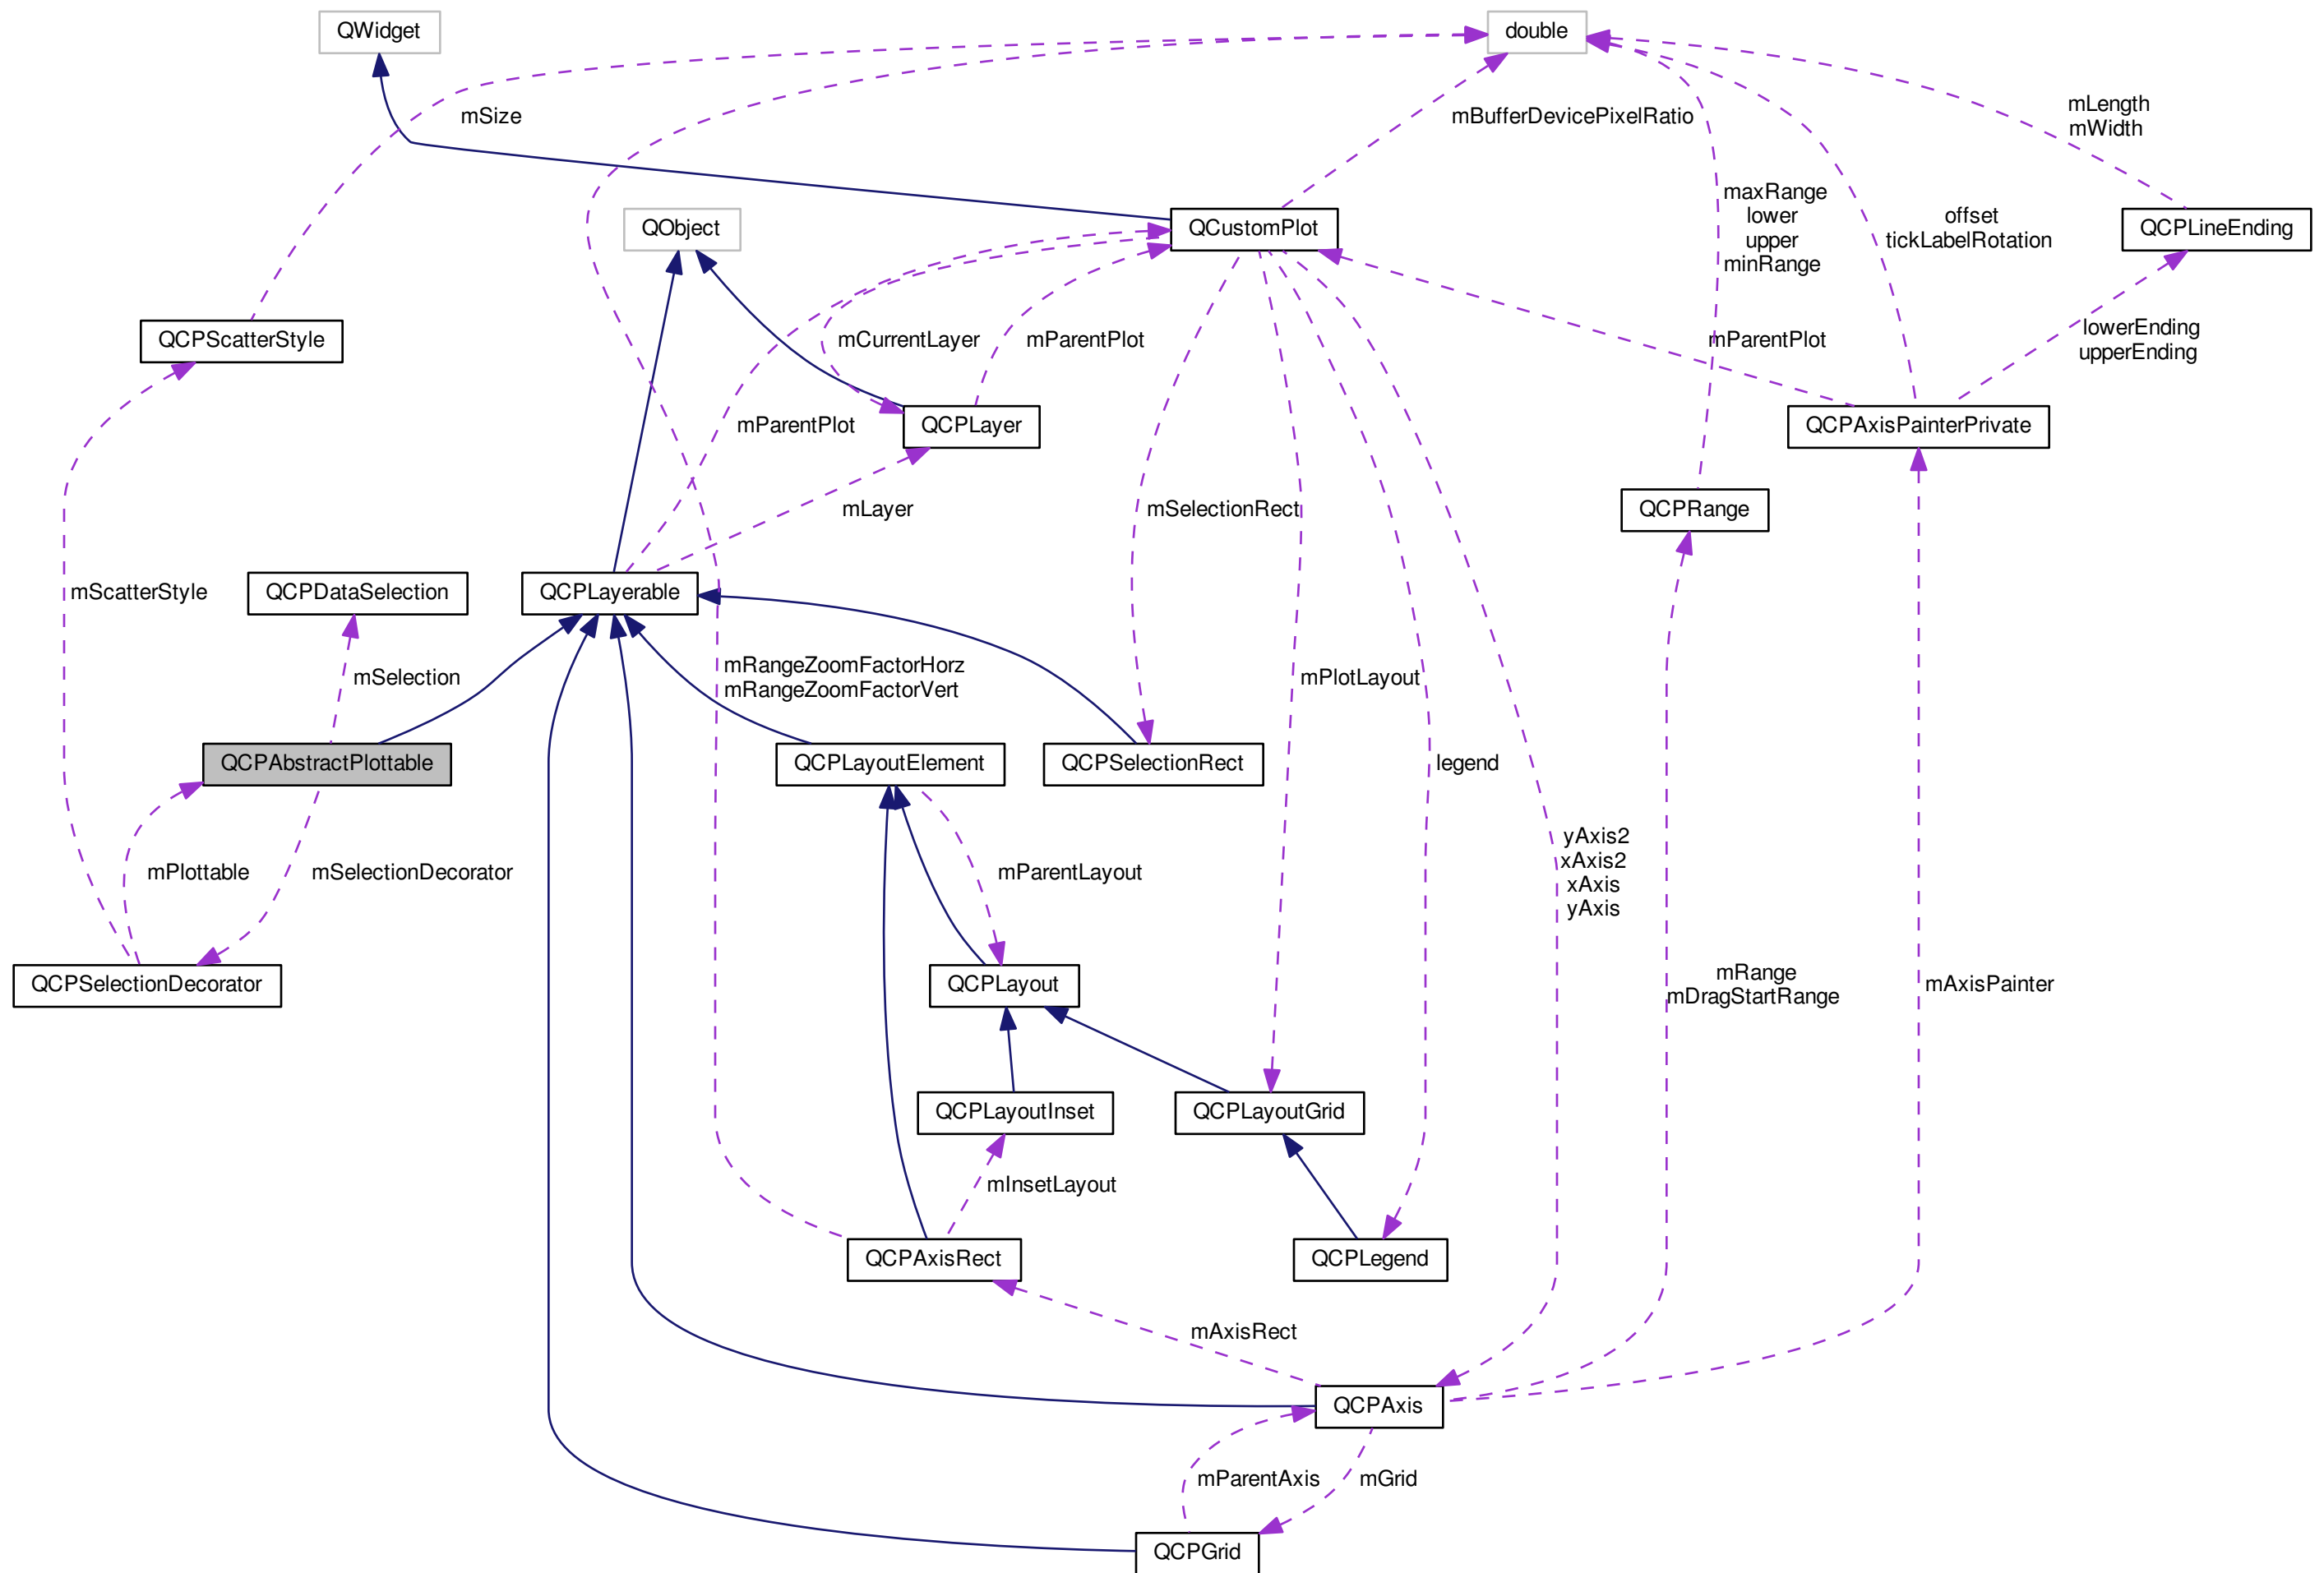 QWidget
double
mLength
mSize
mBufferDevicePixelRatio
mWidth
maxRange
lower
upper
minRange
offset
tickLabelRotation
QObject
QCustomPlot
QCPLineEnding
QCPScatterStyle
mCurrentLayer
mParentPlot
mParentPlot
lowerEnding
upperEnding
mParentPlot
QCPLayer
QCPAxisPainterPrivate
mLayer
mSelectionRect
QCPRange
mScatterStyle
QCPDataSelection
QCPLayerable
mSelection
mRangeZoomFactorHorz
mRangeZoomFactorVert
mPlotLayout
QCPAbstractPlottable
QCPLayoutElement
QCPSelectionRect
legend
mPlottable
mSelectionDecorator
mParentLayout
yAxis2
xAxis2
xAxis
yAxis
QCPSelectionDecorator
QCPLayout
mRange
mDragStartRange
mAxisPainter
QCPLayoutInset
QCPLayoutGrid
mInsetLayout
QCPAxisRect
QCPLegend
mAxisRect
QCPAxis
mParentAxis
mGrid
QCPGrid